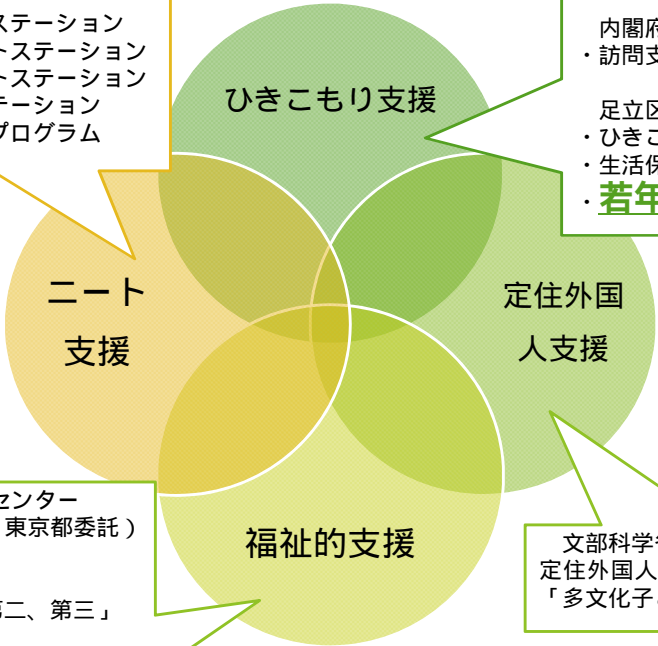 ステーション
トステーション
トステーション
テーション
プログラム
ひきこもり支援
内閣府
・訪問支
足立区
・ひきこ
・生活保
・若年
ニート
支援
定住外国
人支援
センター
東京都委託）
第二、第三」
福祉的支援
文部科学省
定住外国人
「多文化子